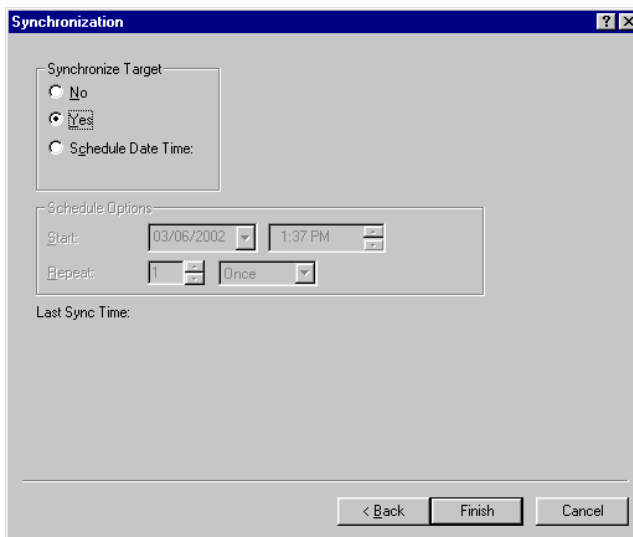 Synchronization
Synchronize Target
No
Yes
Schedule Date Time:
Schedule Options
Start: 03/06/2002 1:37 PM
Repeat: 1 Once
Last Sync Time:
< Back Finish Cancel